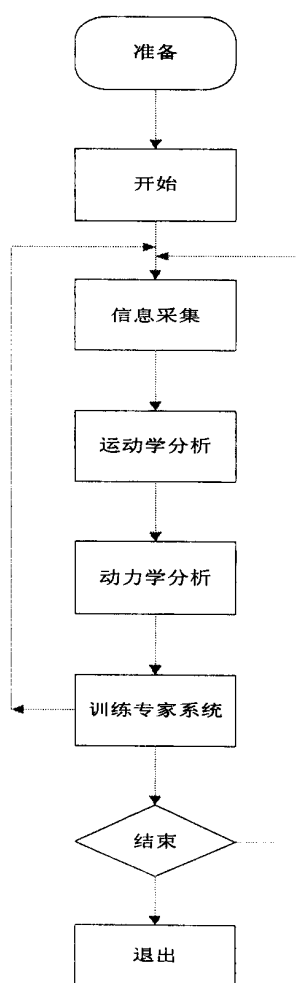 准备
开始
信息采集
运动学分析
动力学分析
训练专家系统
结束
退出